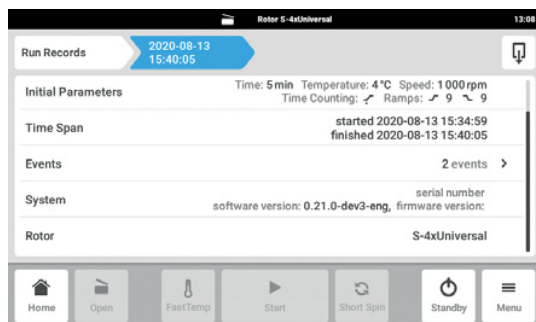 Rotor S-4xUniversal 13:08
Run Records
2020-08-13
15:40:05
Initial Parameters
Time: 5 min Temperature: 4 °C Speed: 1000 rpm
Time Counting: Ramps: 9 9
Time Span
started 2020-08-13 15:34:59
finished 2020-08-13 15:40:05
Events 2 events
System
serial number
software version: 0.21.0-dev3-eng, firmware version:
Rotor S-4xUniversal
Home Open FastTemp Start Short Spin Standby Menu